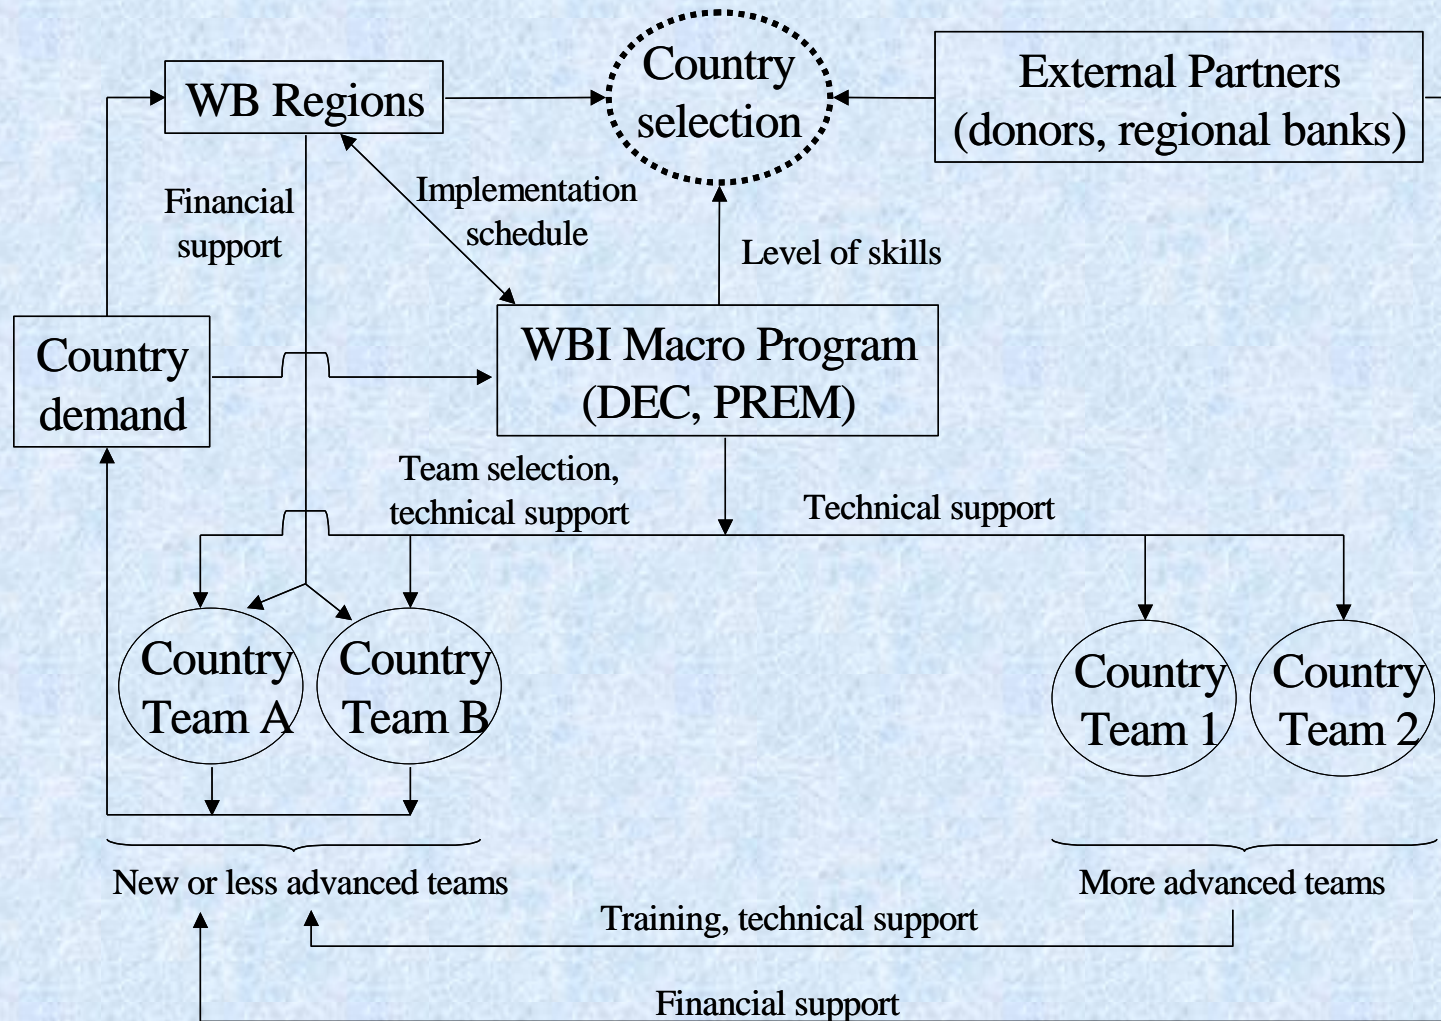 Country
selection
External Partners
(donors, regional banks)
WB Regions
Financial
support
Implementation
schedule
Level of skills
Country
demand
WBI Macro Program
(DEC, PREM)
Team selection,
technical support
Technical support
Country
Team A
Country
Team B
Country
Team 1
Country
Team 2
New or less advanced teams
More advanced teams
Training, technical support
Financial support